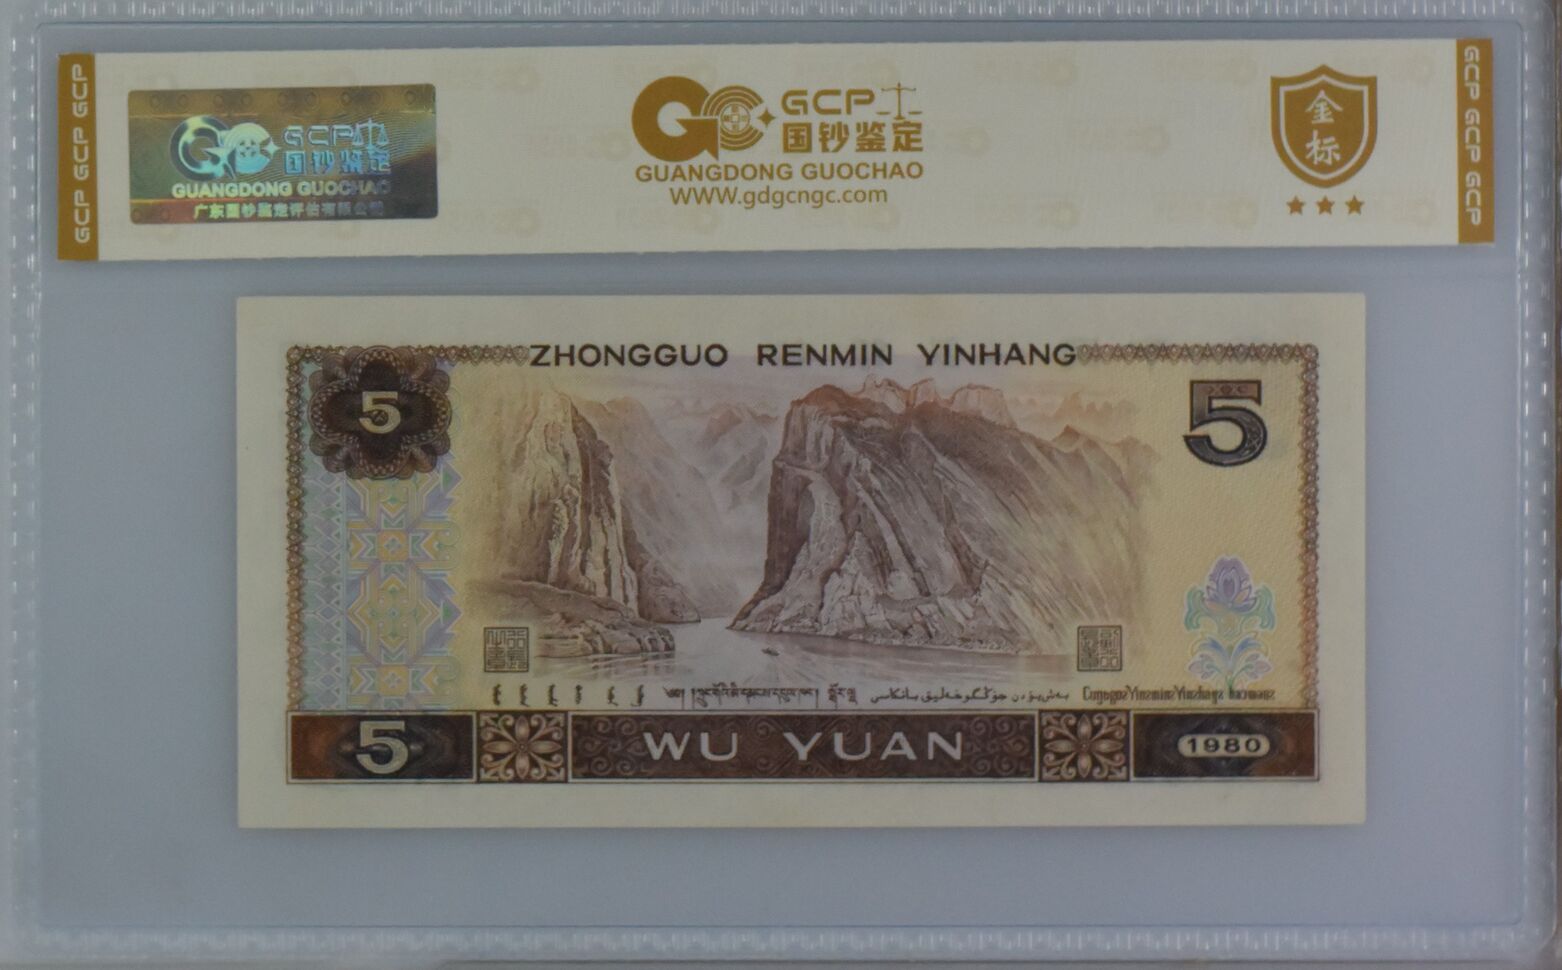 GCP GCP GCP
GCP
国钞鉴定
GUANGDONG GUOCHAO
广东国钞鉴定评估有限公司
GCP
国钞鉴定
GUANGDONG GUOCHAO
WWW.gdgcngc.com
金
标
GCP GCP GCP
ZHONGGUO RENMIN YINHANG
5
5
5
WU YUAN
1980